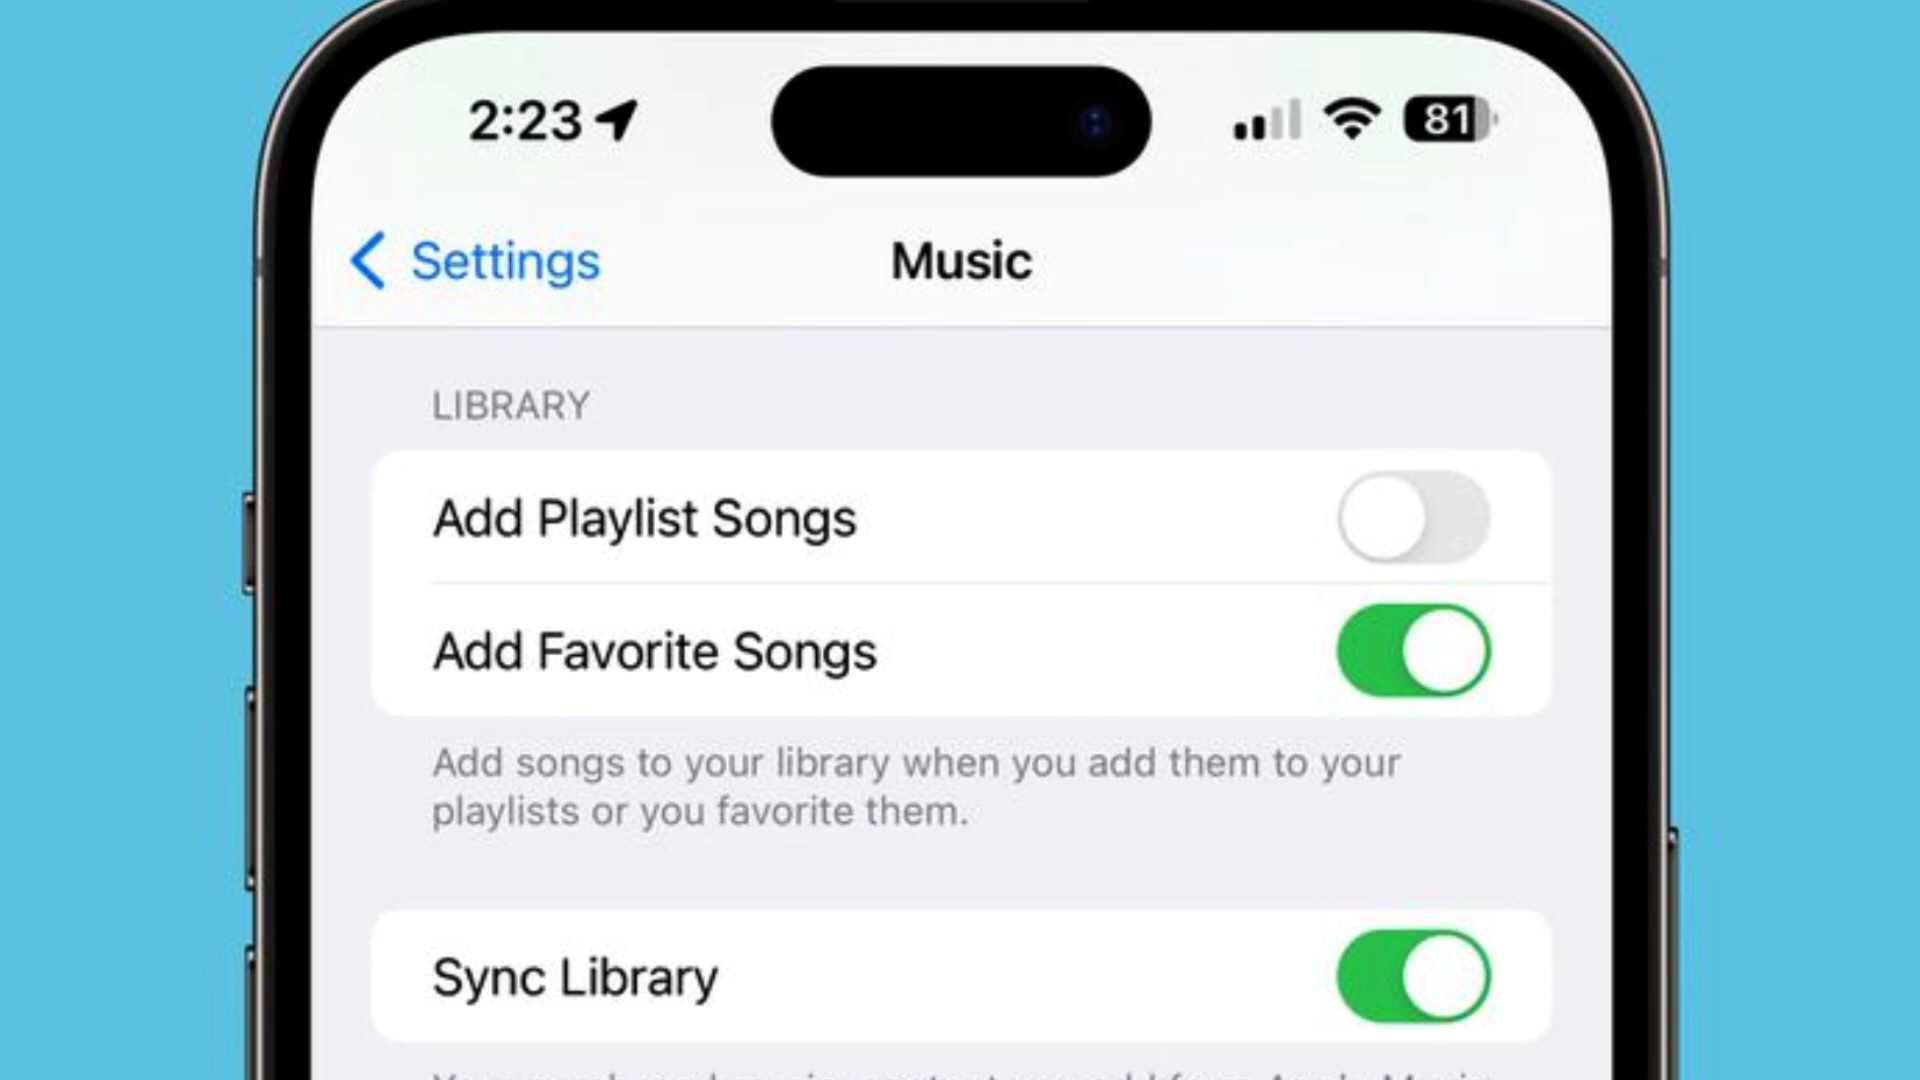 2:23
81
Settings
Music
LIBRARY
Add Playlist Songs
Add Favorite Songs
Add songs to your library when you add them to your
playlists or you favorite them.
Sync Library